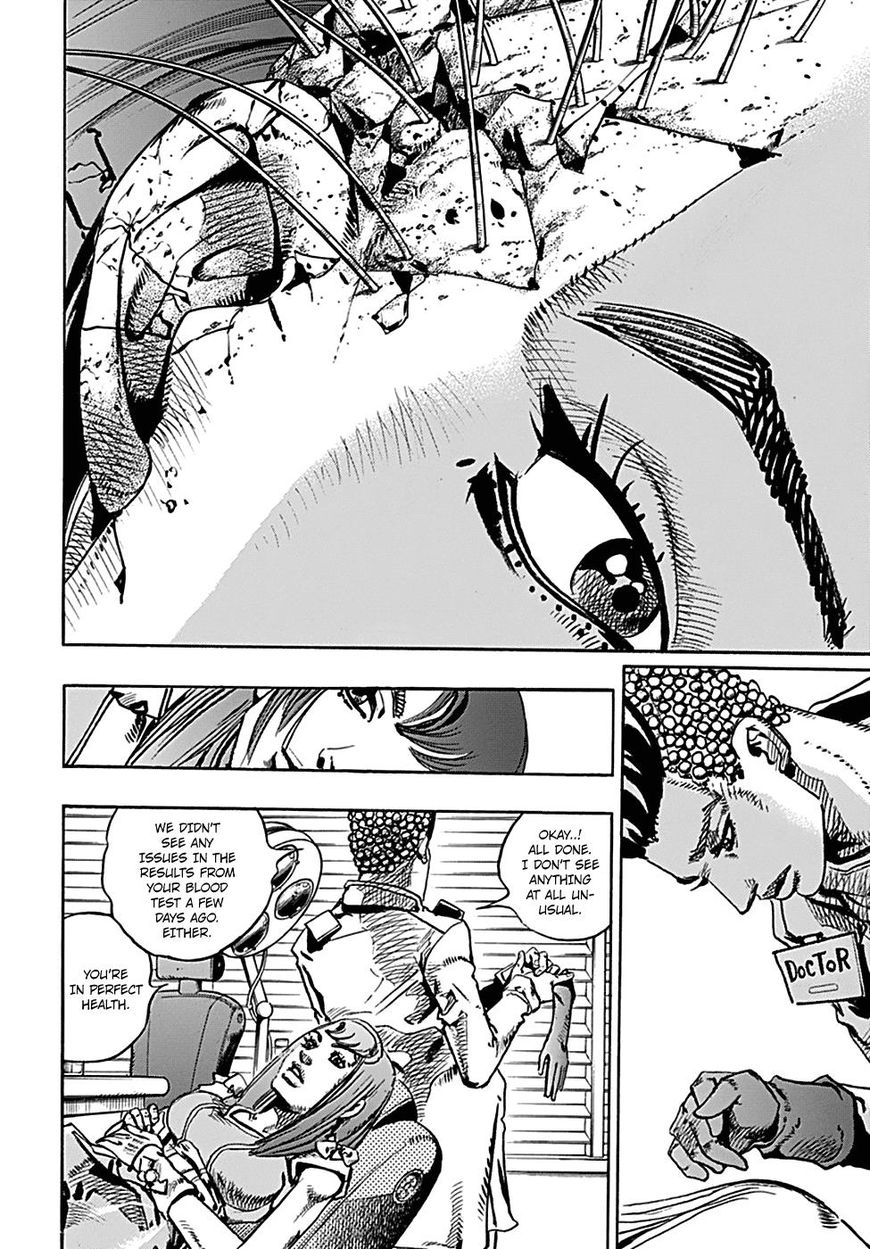 DOCTOR
OKAY..!
ALL DONE.
I DON'T SEE
ANYTHING
AT ALL UN-
USUAL.
WE DIDN'T
SEE ANY
ISSUES IN THE
RESULTS FROM
YOUR BLOOD
TEST A FEW
DAYS AGO.
EITHER.
YOU'RE
IN PERFECT
HEALTH.